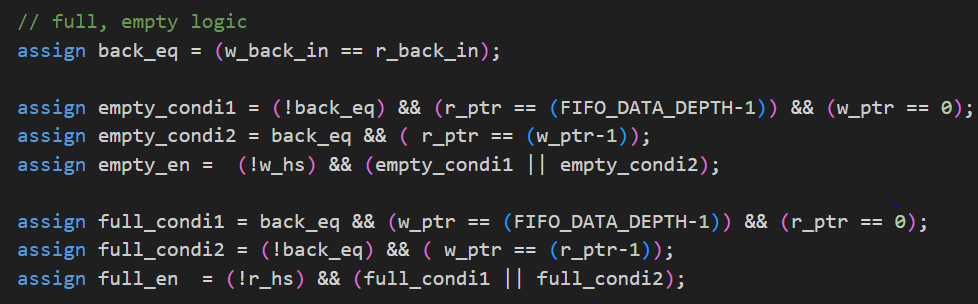 // full, empty logic
assign back_eq = (w_back_in == r_back_in);
assign empty_condi1 = (!back_eq) && (r_ptr == (FIFO_DATA_DEPTH-1)) && (w_ptr == 0);
assign empty_condi2 = back_eq && ( r_ptr == (w_ptr-1));
assign empty_en =  (!w_hs) && (empty_condi1 || empty_condi2);
assign full_condi1 = back_eq && (w_ptr == (FIFO_DATA_DEPTH-1)) && (r_ptr == 0);
assign full_condi2 = (!back_eq) && ( w_ptr == (r_ptr-1));
assign full_en  = (!r_hs) && (full_condi1 || full_condi2);